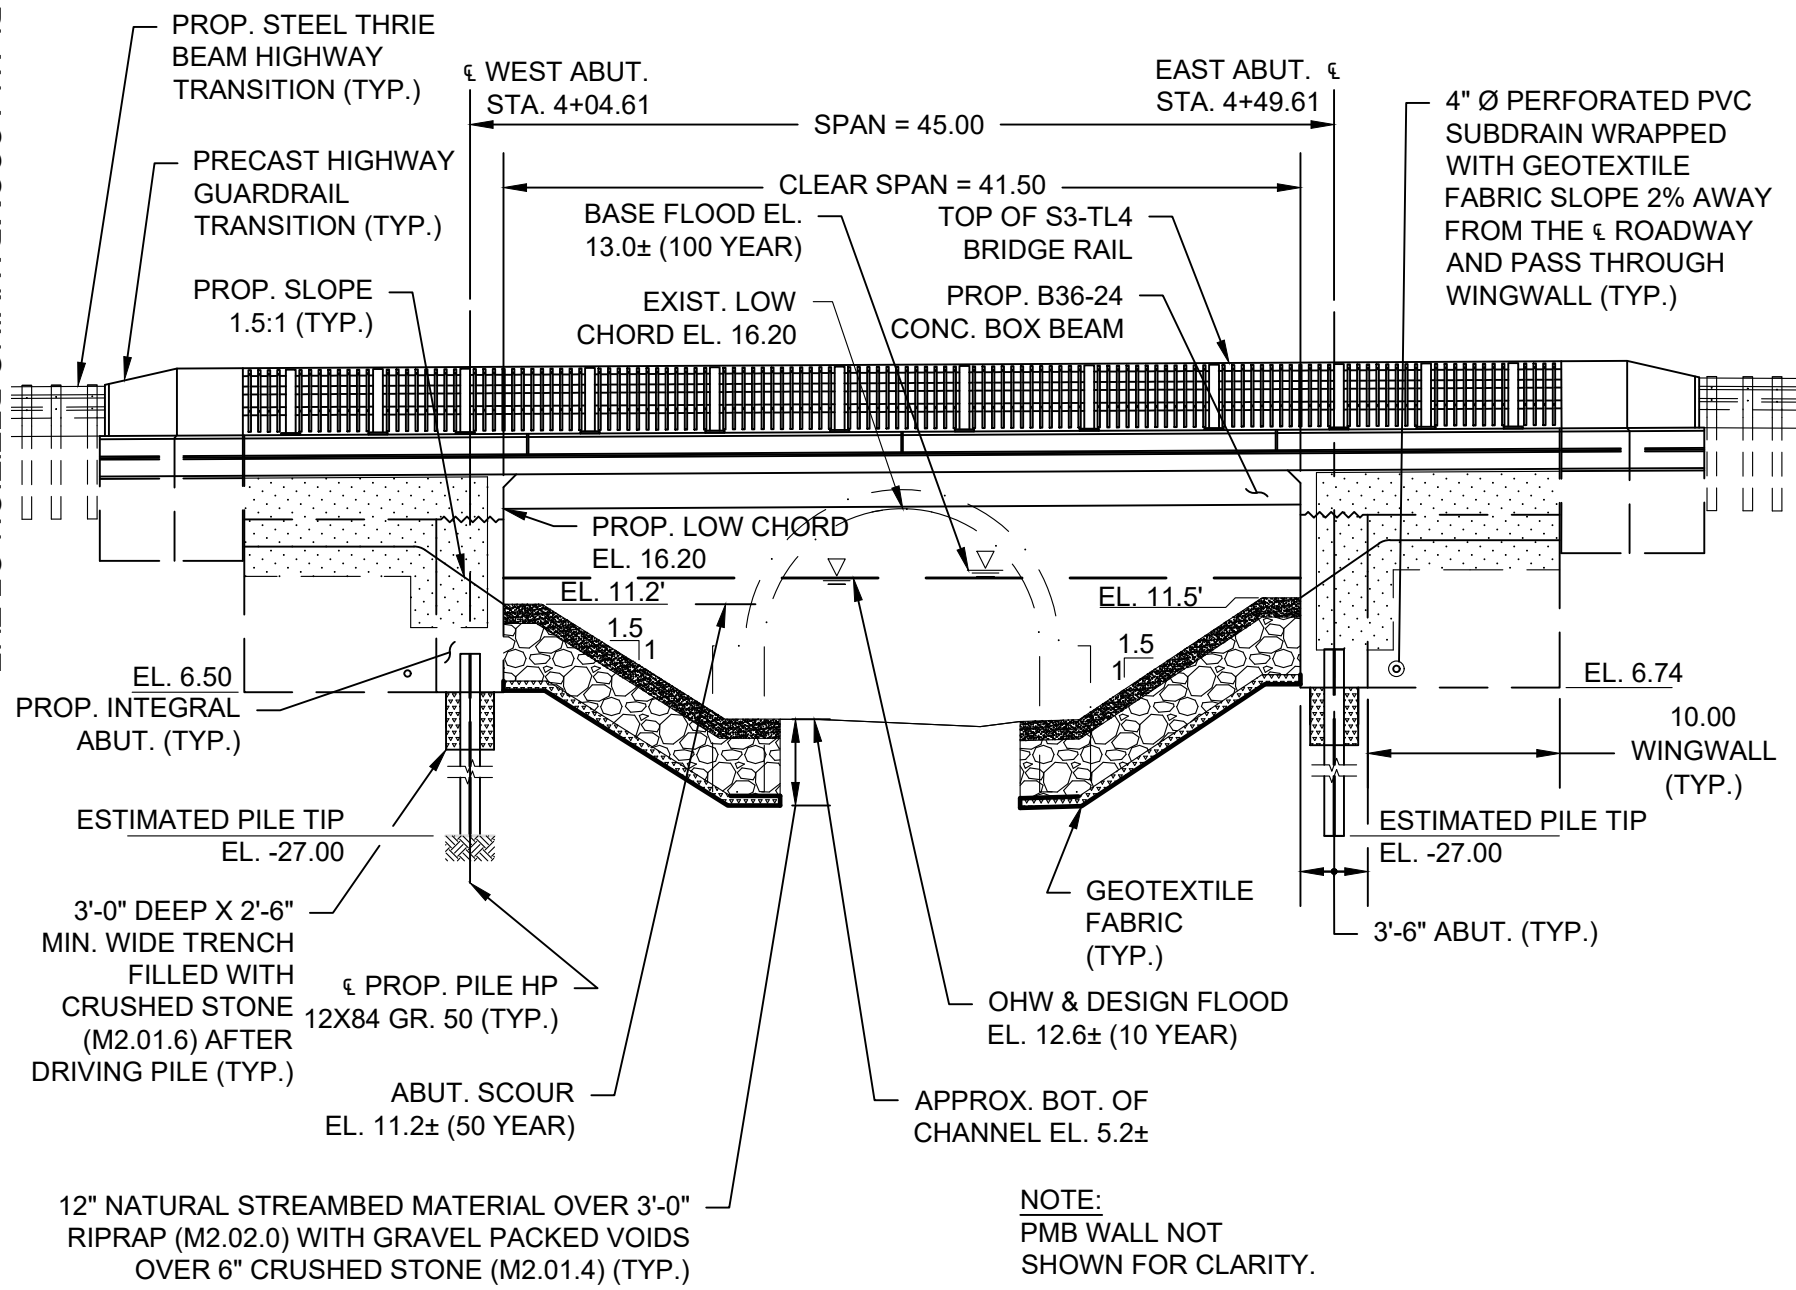 PROP. STEEL THRIE
BEAM HIGHWAY
TRANSITION (TYP.)
℄ WEST ABUT.
STA. 4+04.61
EAST ABUT. ℄
STA. 4+49.61
SPAN = 45.00
4" Ø PERFORATED PVC
SUBDRAIN WRAPPED
WITH GEOTEXTILE
FABRIC SLOPE 2% AWAY
FROM THE ℄ ROADWAY
AND PASS THROUGH
WINGWALL (TYP.)
PRECAST HIGHWAY
GUARDRAIL
TRANSITION (TYP.)
CLEAR SPAN = 41.50
BASE FLOOD EL.
13.0± (100 YEAR)
TOP OF S3-TL4
BRIDGE RAIL
PROP. SLOPE
1.5:1 (TYP.)
EXIST. LOW
CHORD EL. 16.20
PROP. B36-24
CONC. BOX BEAM
PROP. LOW CHORD
EL. 16.20
EL. 11.2'
EL. 11.5'
1.5
1
1.5
1
EL. 6.50
PROP. INTEGRAL
ABUT. (TYP.)
EL. 6.74
10.00
WINGWALL
(TYP.)
ESTIMATED PILE TIP
EL. -27.00
ESTIMATED PILE TIP
EL. -27.00
3'-0" DEEP X 2'-6"
MIN. WIDE TRENCH
FILLED WITH
CRUSHED STONE
(M2.01.6) AFTER
DRIVING PILE (TYP.)
℄ PROP. PILE HP
12X84 GR. 50 (TYP.)
GEOTEXTILE
FABRIC
(TYP.)
3'-6" ABUT. (TYP.)
OHW & DESIGN FLOOD
EL. 12.6± (10 YEAR)
ABUT. SCOUR
EL. 11.2± (50 YEAR)
APPROX. BOT. OF
CHANNEL EL. 5.2±
12" NATURAL STREAMBED MATERIAL OVER 3'-0"
RIPRAP (M2.02.0) WITH GRAVEL PACKED VOIDS
OVER 6" CRUSHED STONE (M2.01.4) (TYP.)
NOTE:
PMB WALL NOT
SHOWN FOR CLARITY.